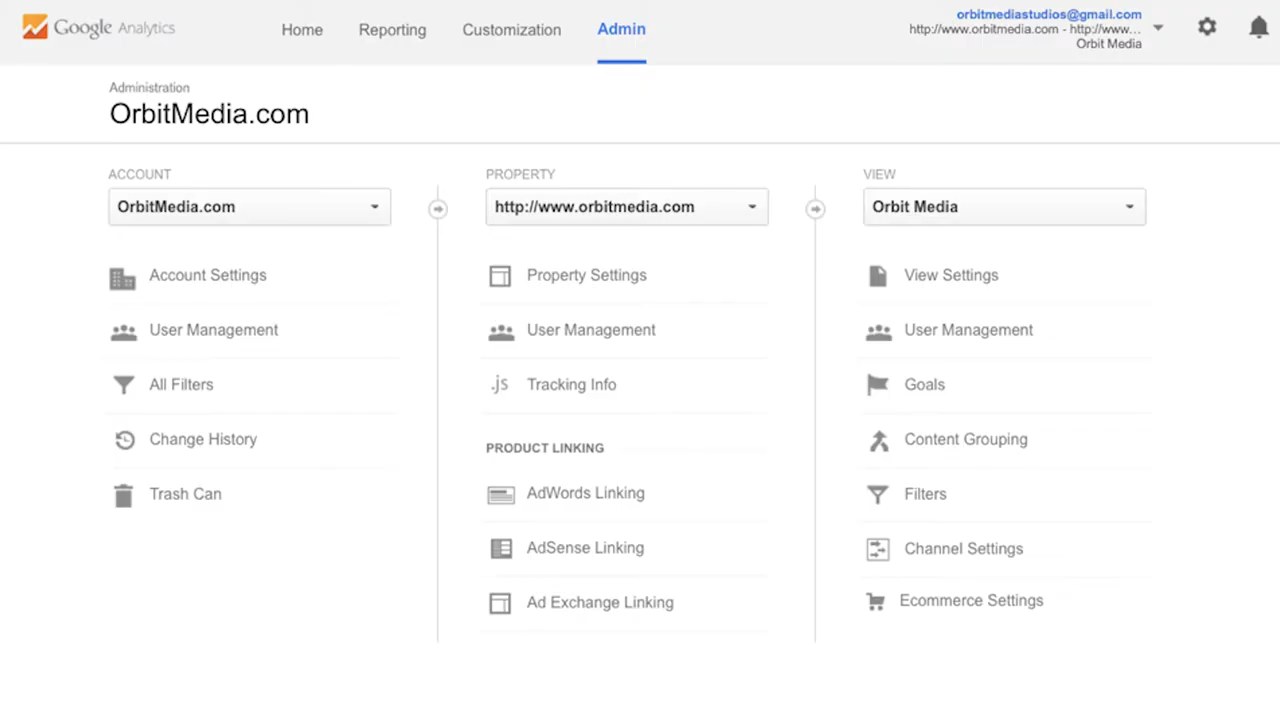 Google Analytics
Home
Reporting
Customization
Admin
orbitmediastudios@gmail.com
http://www.orbitmedia.com - http://www...
Orbit Media
Administration
OrbitMedia.com
ACCOUNT
OrbitMedia.com
Account Settings
User Management
All Filters
Change History
Trash Can
PROPERTY
http://www.orbitmedia.com
Property Settings
User Management
.js Tracking Info
PRODUCT LINKING
AdWords Linking
AdSense Linking
Ad Exchange Linking
VIEW
Orbit Media
View Settings
User Management
Goals
Content Grouping
Filters
Channel Settings
Ecommerce Settings